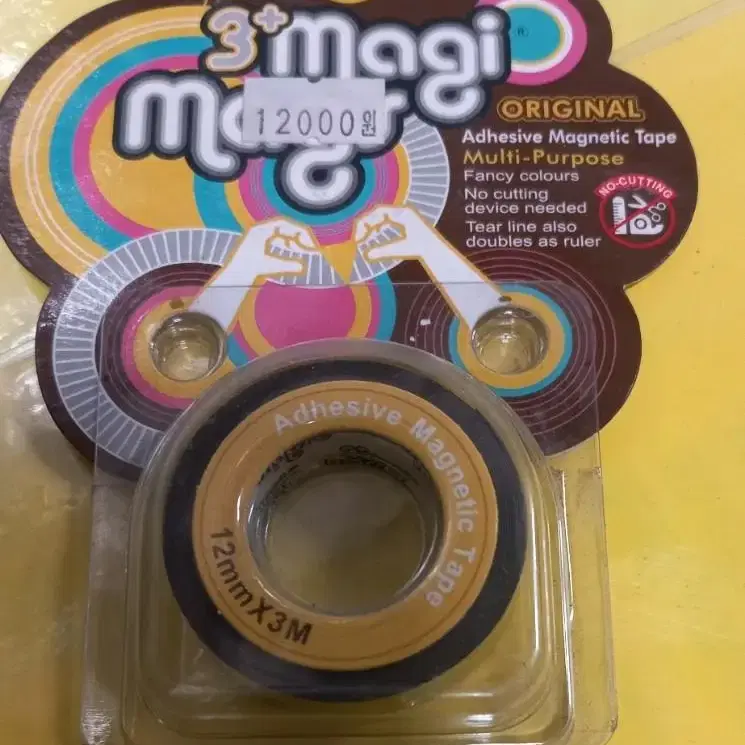 3+ Magi
12000원
ORIGINAL
Adhesive Magnetic Tape
Multi-Purpose
Fancy colours
No cutting
device needed
Tear line also
doubles as ruler
NO-CUTTING
Adhesive Magnetic Tape
12mmX3M